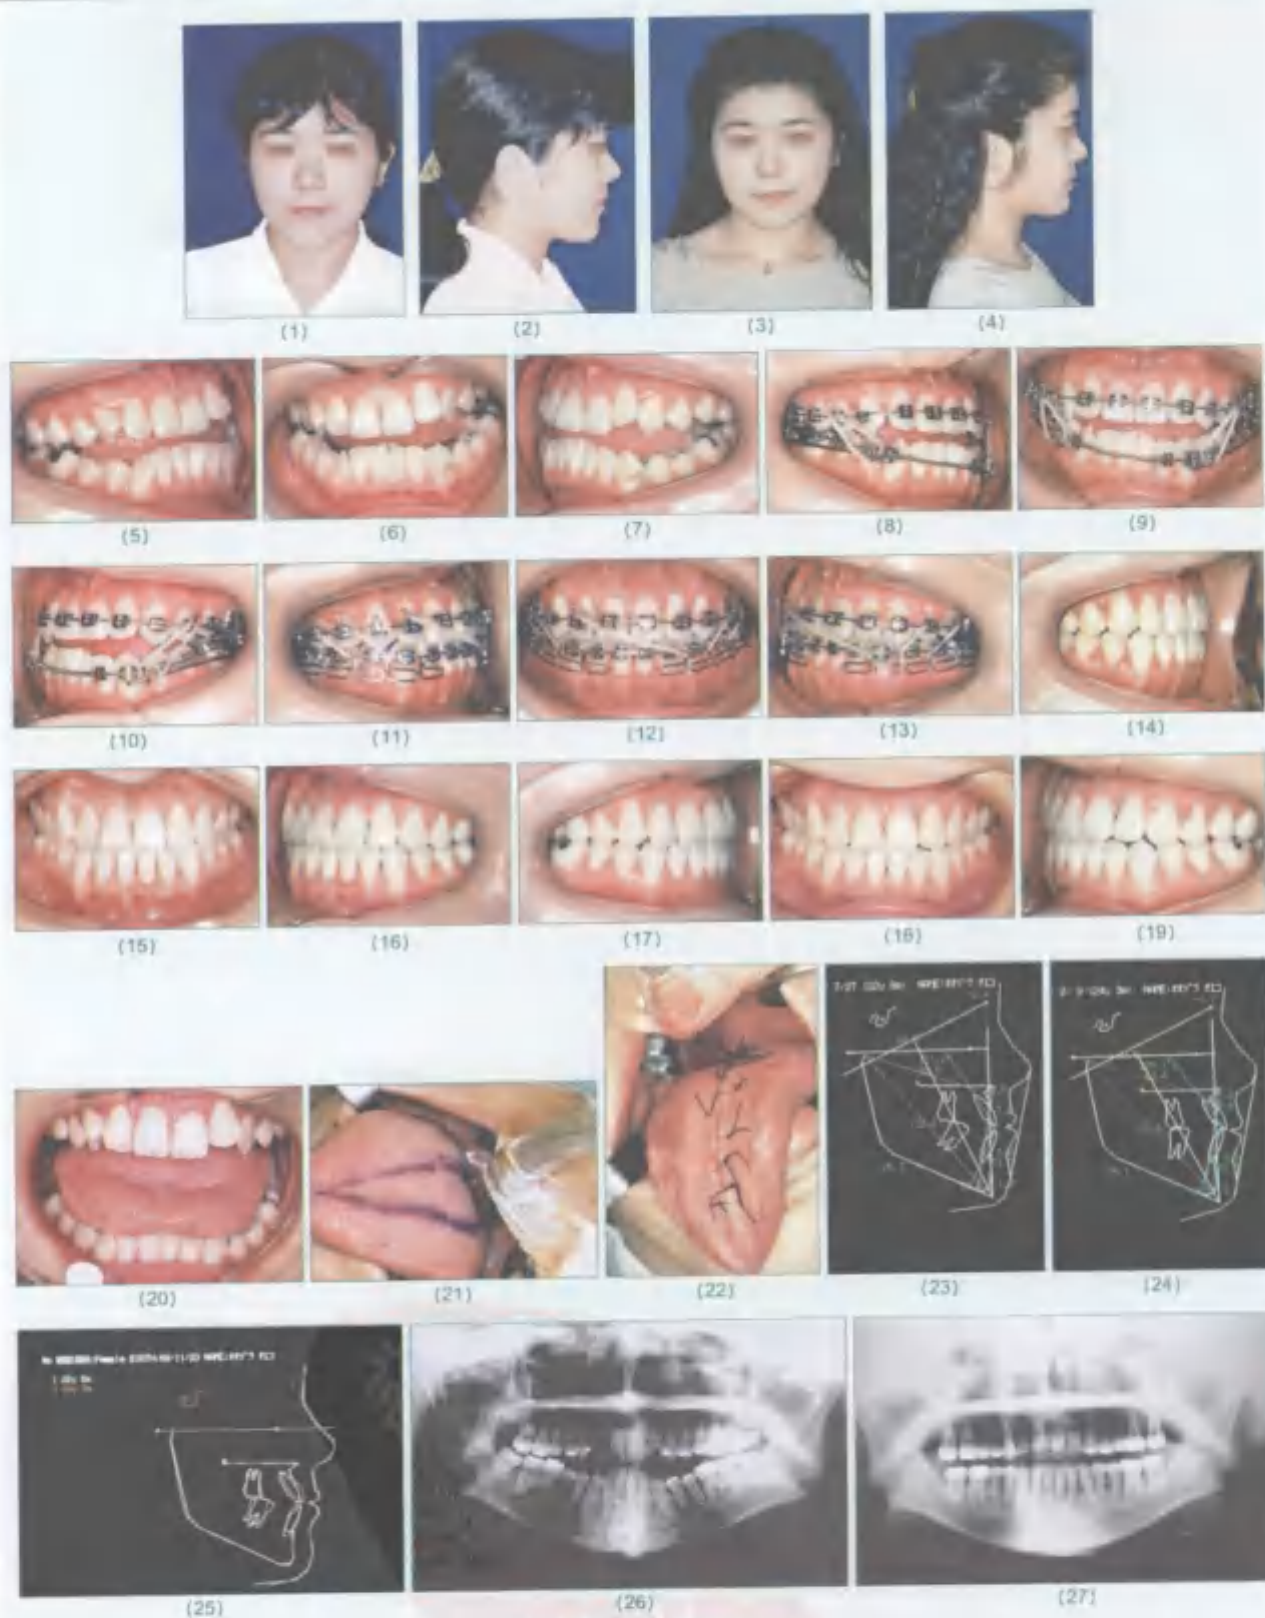 (1) (2) (3) (4)
(5) (6) (7) (8) (9)
(10) (11) (12) (13) (14)
(15) (16) (17) (18) (19)
(20) (21) (22) (23) (24)
(25) (26) (27)